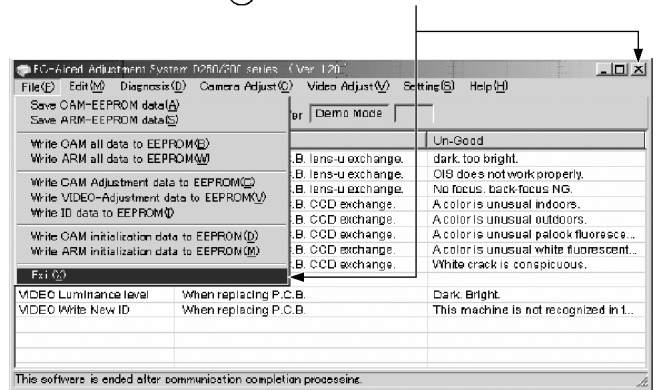 PC-Aiced Adjustment System D250/300 series ( Ver 1.20 )
File(F) Edit(M) Diagnosis(D) Camera Adjust(C) Video Adjust(V) Setting(S) Help(H)
Save CAM-EEPROM data(A)
Save ARM-EEPROM data(S)
er Demo Mode
Write CAM all data to EEPROM(B)
Write ARM all data to EEPROM(W)
Write CAM Adjustment data to EEPROM(C)
Write VIDEO-Adjustment data to EEPROM(V)
Write ID data to EEPROM(I)
Write CAM initialization data to EEPROM(D)
Write ARM initialization data to EEPROM(M)
Exi (X)
Un-Good
.B. lens-u exchange. dark. too bright.
.B. lens-u exchange. OIS does not work properly.
.B. lens-u exchange. No focus. back-focus NG.
.B. CCD exchange. A color is unusual indoors.
.B. CCD exchange. A color is unusual outdoors.
.B. CCD exchange. A color is unusual palook fluoresce...
.B. CCD exchange. A color is unusual white fluorescent...
.B. CCD exchange. White crack is conspicuous.
VIDEO Luminance level When replacing P.C.B. Dark. Bright.
VIDEO Write New ID When replacing P.C.B. This machine is not recognized in t...
This software is ended after communication completion processing.